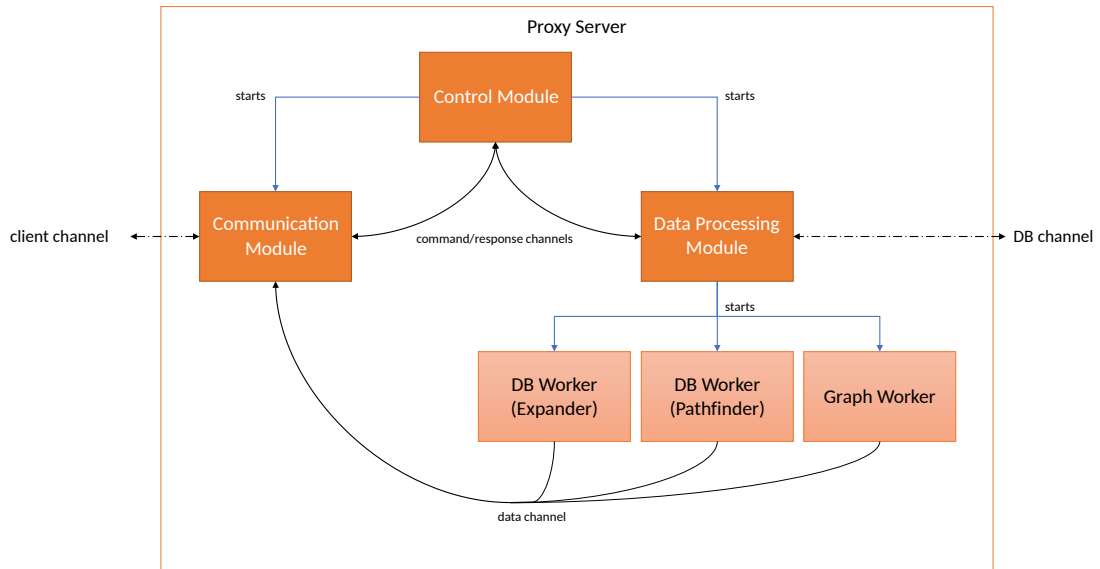 Proxy Server
Control Module
starts
starts
Communication
Module
Data Processing
Module
client channel
command/response channels
DB channel
starts
DB Worker
(Expander)
DB Worker
(Pathfinder)
Graph Worker
data channel